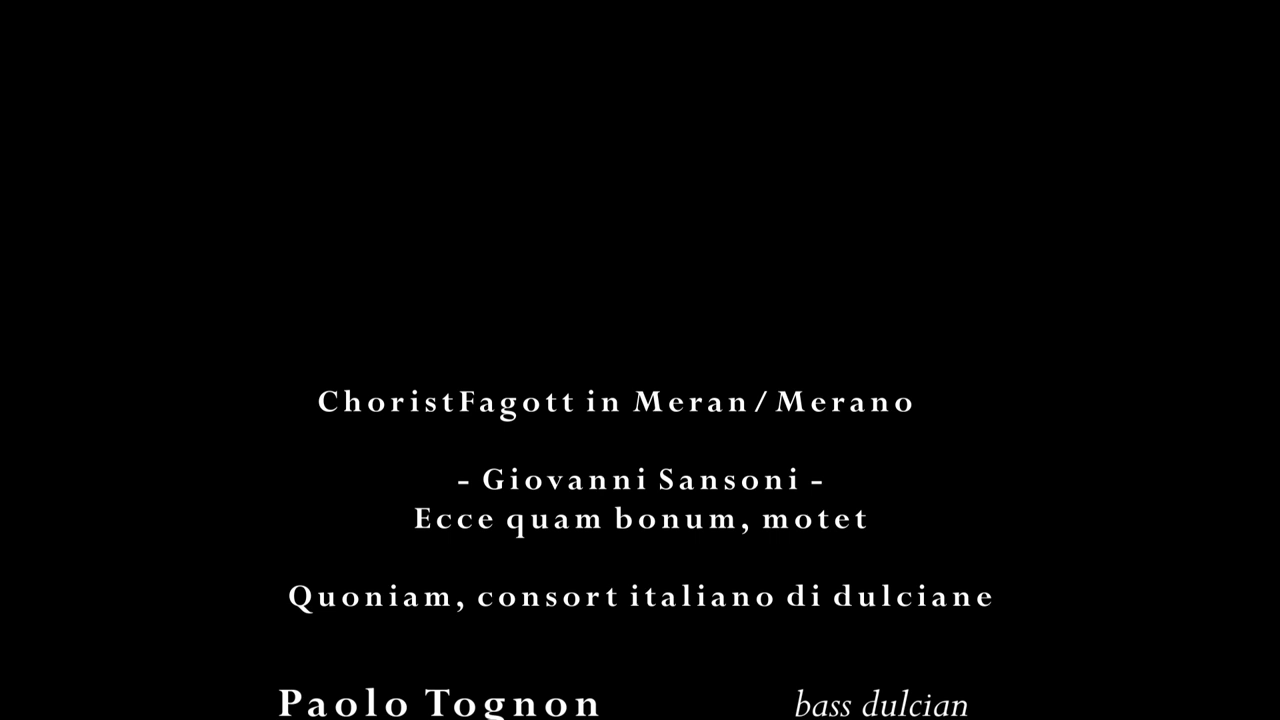 ChoristFagott in Meran/Merano
- Giovanni Sansoni -
Ecce quam bonum, motet
Quoniam, consort italiano di dulciane
Paolo Tognon bass dulcian